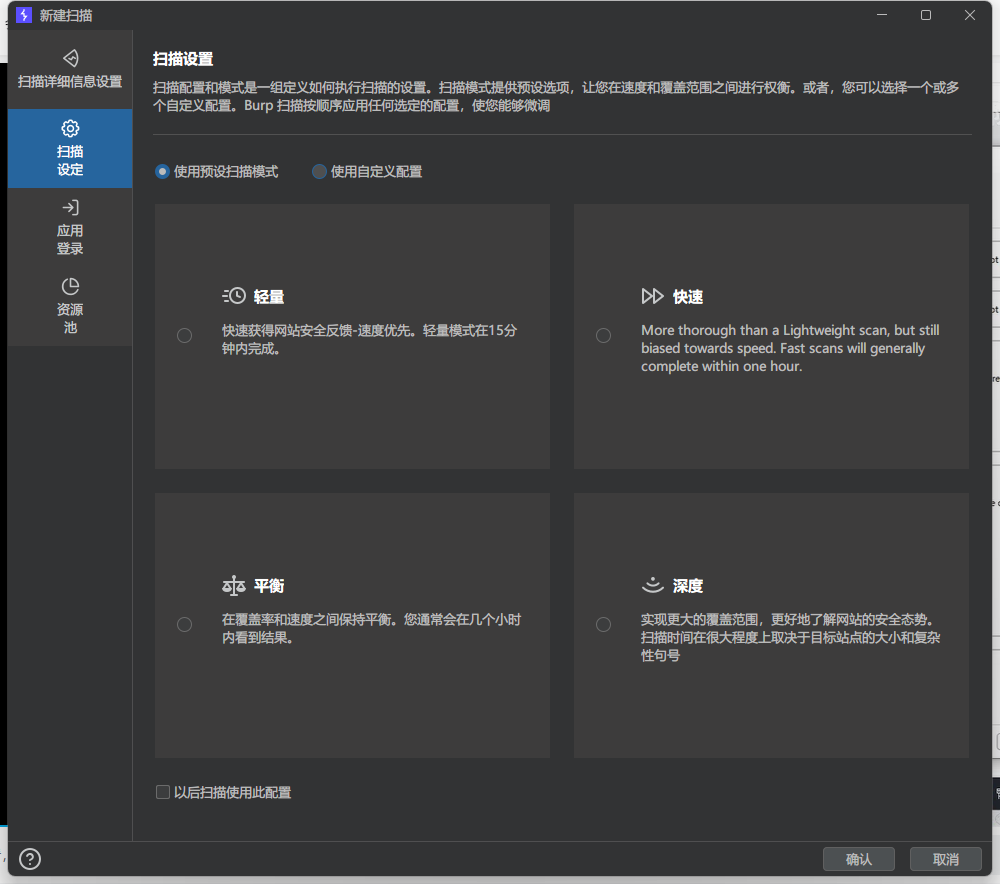 新建扫描
扫描详细信息设置
扫描
设定
应用
登录
资源
池
扫描设置
扫描配置和模式是一组定义如何执行扫描的设置。扫描模式提供预设选项，让您在速度和覆盖范围之间进行权衡。或者，您可以选择一个或多
个自定义配置。Burp 扫描按顺序应用任何选定的配置，使您能够微调
使用预设扫描模式
使用自定义配置
轻量
快速获得网站安全反馈-速度优先。轻量模式在15分
钟内完成。
快速
More thorough than a Lightweight scan, but still
biased towards speed. Fast scans will generally
complete within one hour.
平衡
在覆盖率和速度之间保持平衡。您通常会在几个小时
内看到结果。
深度
实现更大的覆盖范围，更好地了解网站的安全态势。
扫描时间在很大程度上取决于目标站点的大小和复杂
性句号
以后扫描使用此配置
确认
取消